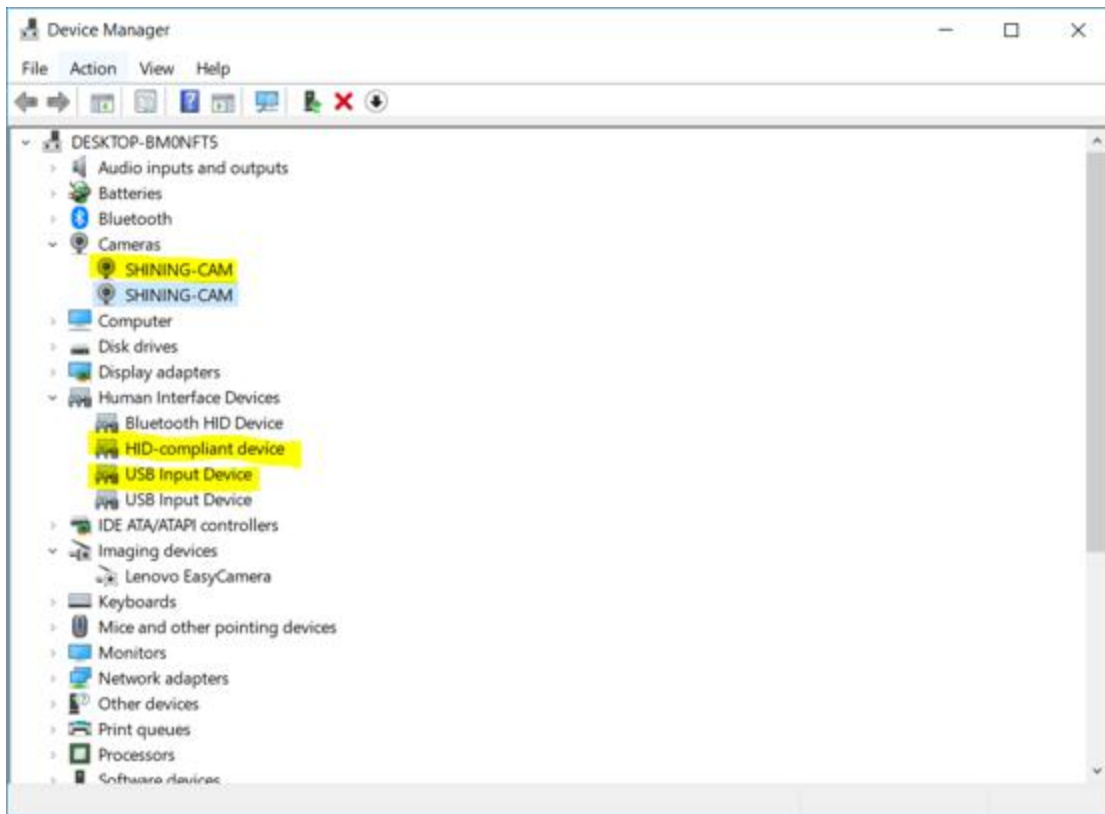 Device Manager
File Action View Help
DESKTOP-BM0NFT5
Audio inputs and outputs
Batteries
Bluetooth
Cameras
SHINING-CAM
SHINING-CAM
Computer
Disk drives
Display adapters
Human Interface Devices
Bluetooth HID Device
HID-compliant device
USB Input Device
USB Input Device
IDE ATA/ATAPI controllers
Imaging devices
Lenovo EasyCamera
Keyboards
Mice and other pointing devices
Monitors
Network adapters
Other devices
Print queues
Processors
Software devices